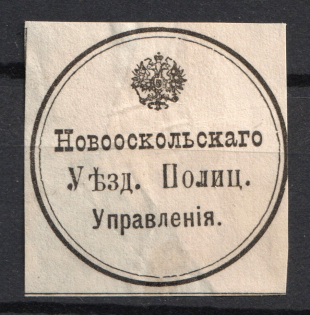 Новооскольскаго
Уѣзд. Полиц.
Управленія.